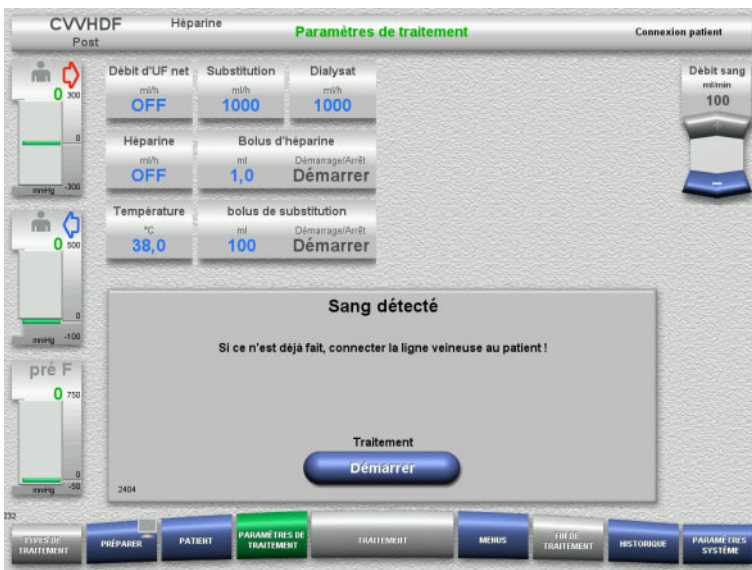 CVVHDF
Post
Héparine
Paramètres de traitement
Connexion patient
0
300
0
-300
mmHg
0
500
0
-100
mmHg
pré F
0
750
0
-50
mmHg
Débit d'UF net
ml/h
OFF
Substitution
ml/h
1000
Dialysat
ml/h
1000
Héparine
ml/h
OFF
Bolus d'héparine
ml
1,0
Démarrage/Arrêt
Démarrer
Température
°C
38,0
bolus de substitution
ml
100
Démarrage/Arrêt
Démarrer
Débit sang
ml/min
100
Sang détecté
Si ce n'est déjà fait, connecter la ligne veineuse au patient !
Traitement
Démarrer
2404
232
TYPES DE
TRAITEMENT
PRÉPARER
PATIENT
PARAMÈTRES DE
TRAITEMENT
TRAITEMENT
MENUS
FIN DE
TRAITEMENT
HISTORIQUE
PARAMÈTRES
SYSTÈME